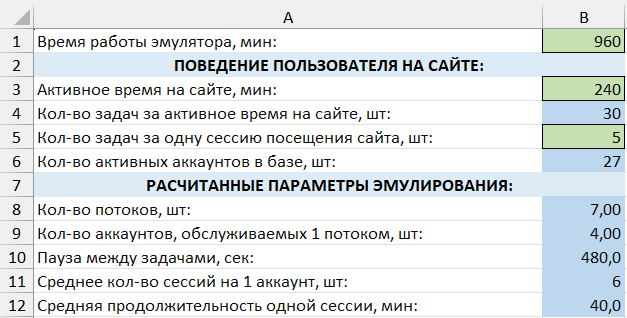 A B
1 Время работы эмулятора, мин: 960
2 ПОВЕДЕНИЕ ПОЛЬЗОВАТЕЛЯ НА САЙТЕ:
3 Активное время на сайте, мин: 240
4 Кол-во задач за активное время на сайте, шт: 30
5 Кол-во задач за одну сессию посещения сайта, шт: 5
6 Кол-во активных аккаунтов в базе, шт: 27
7 РАСЧИТАННЫЕ ПАРАМЕТРЫ ЭМУЛИРОВАНИЯ:
8 Кол-во потоков, шт: 7,00
9 Кол-во аккаунтов, обслуживаемых 1 потоком, шт: 4,00
10 Пауза между задачами, сек: 480,0
11 Среднее кол-во сессий на 1 аккаунт, шт: 6
12 Средняя продолжительность одной сессии, мин: 40,0